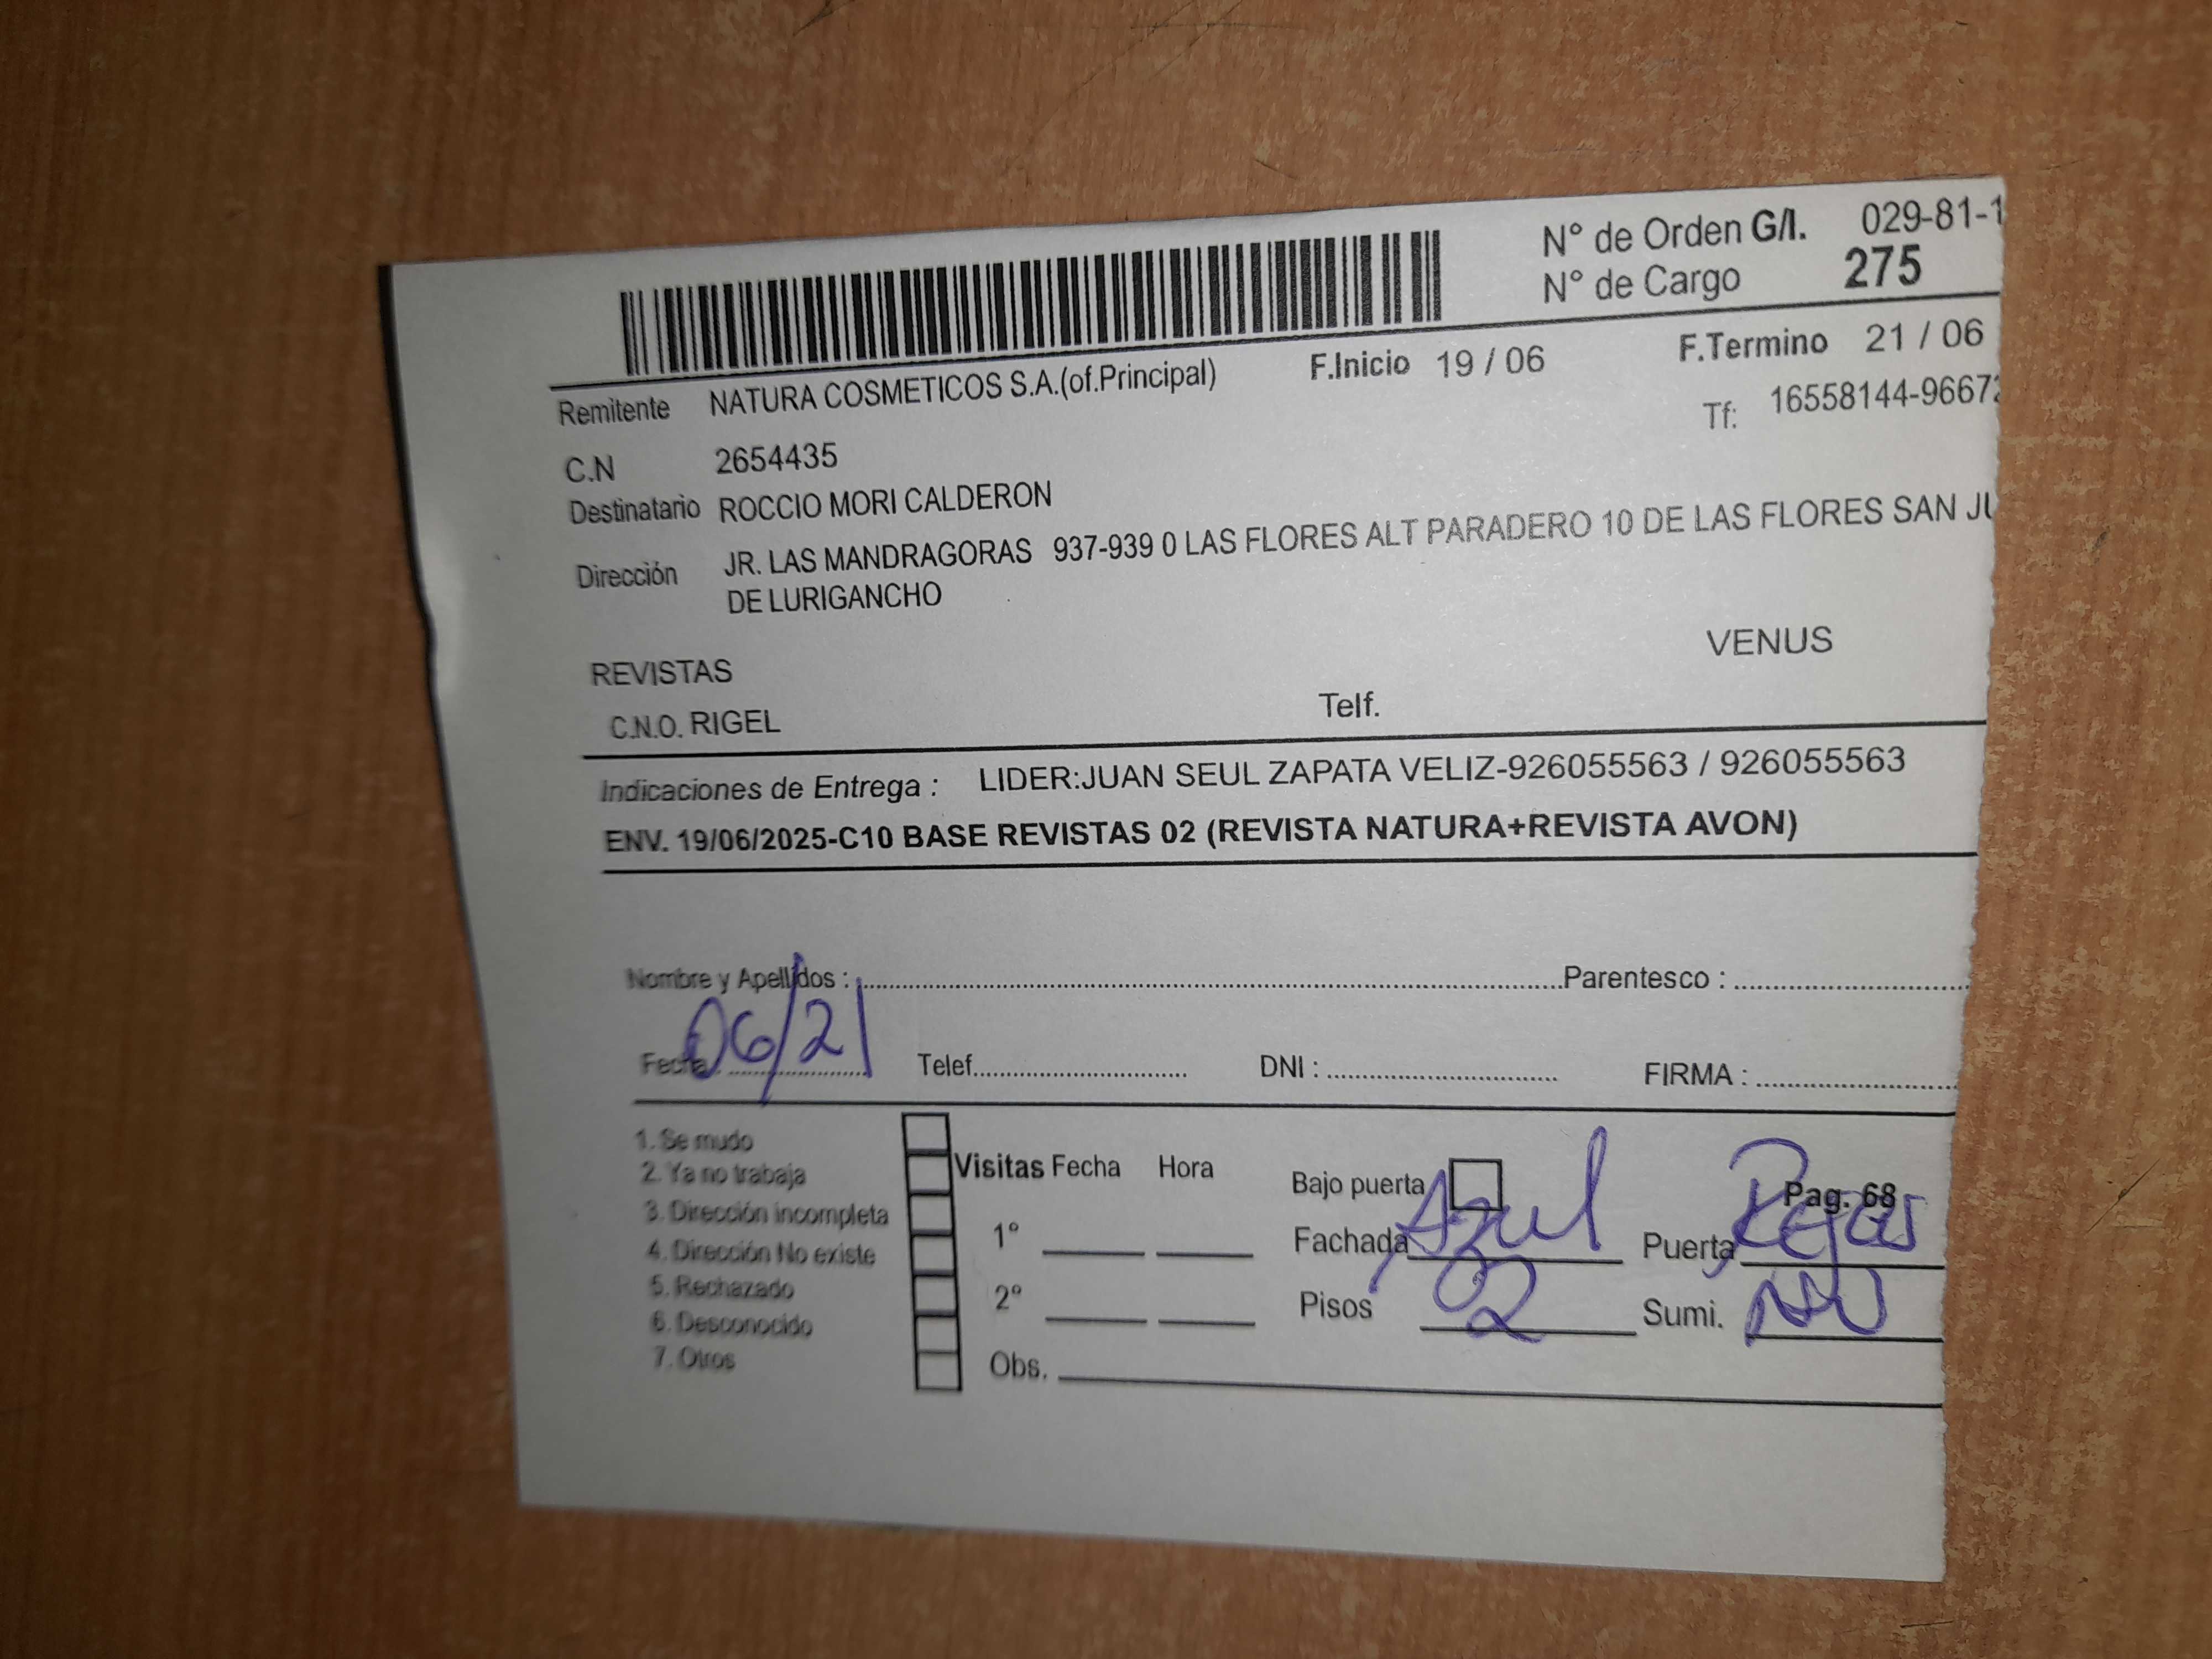 N° de Orden G/I. 029-81-1
N° de Cargo 275
F.Inicio 19 / 06 F.Termino 21 / 06
Remitente NATURA COSMETICOS S.A.(of.Principal)
Tf: 16558144-9667
C.N 2654435
Destinatario ROCCIO MORI CALDERON
Dirección JR. LAS MANDRAGORAS 937-939 0 LAS FLORES ALT PARADERO 10 DE LAS FLORES SAN JU
DE LURIGANCHO
VENUS
REVISTAS
C.N.O. RIGEL Telf.
Indicaciones de Entrega : LIDER:JUAN SEUL ZAPATA VELIZ-926055563 / 926055563
ENV. 19/06/2025-C10 BASE REVISTAS 02 (REVISTA NATURA+REVISTA AVON)
Nombre y Apellidos : Parentesco :
Fecha : 06/21 Telef. DNI : FIRMA :
1. Se mudo
2. Ya no trabaja
3. Dirección incompleta
4. Dirección No existe
5. Rechazado
6. Desconocido
7. Otros
Visitas Fecha Hora
1°
2°
Obs.
Bajo puerta
Pag. 68
Fachada Azul Puerta Rejas
Pisos 2 Sumi.